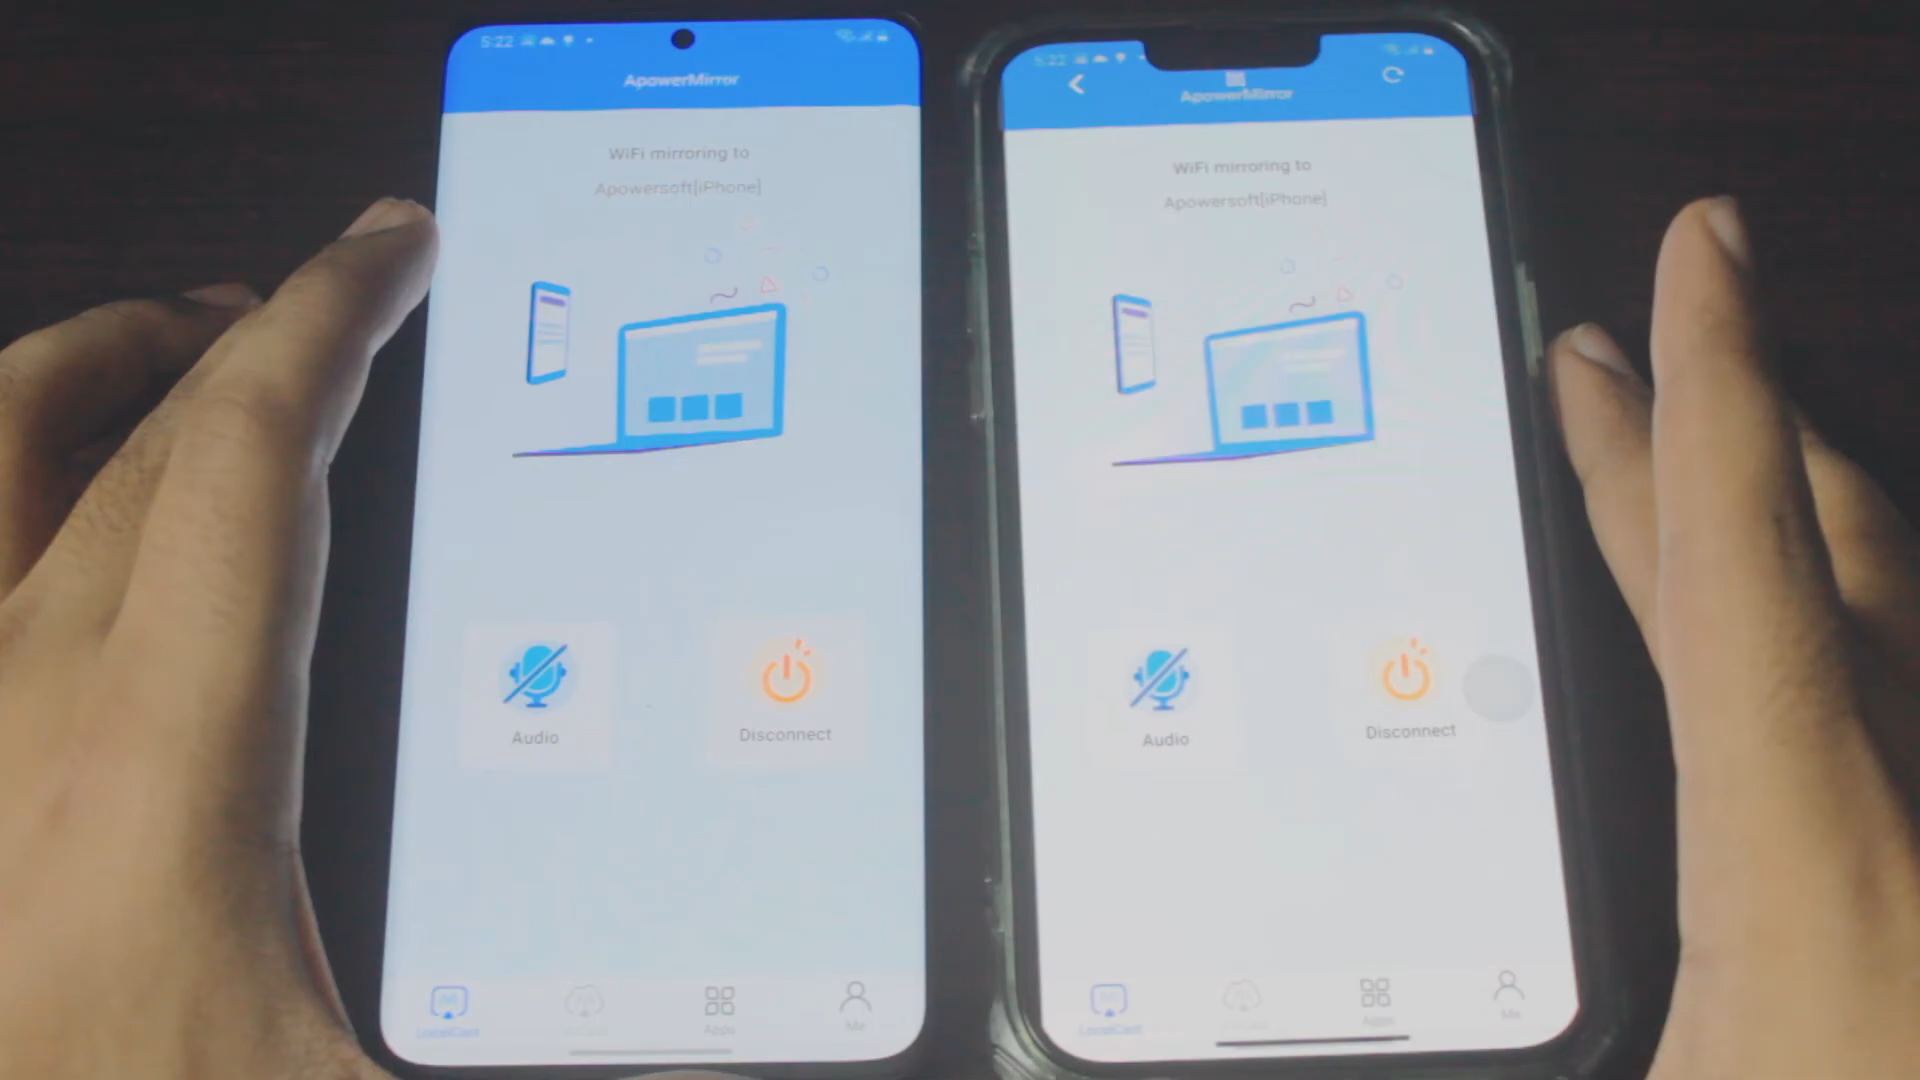 5:22
ApowerMirror
WiFi mirroring to
Apowersoft[iPhone]
Audio
Disconnect
LocalCast
Apps
Me
5:22
ApowerMirror
WiFi mirroring to
Apowersoft[iPhone]
Audio
Disconnect
LocalCast
Apps
Me